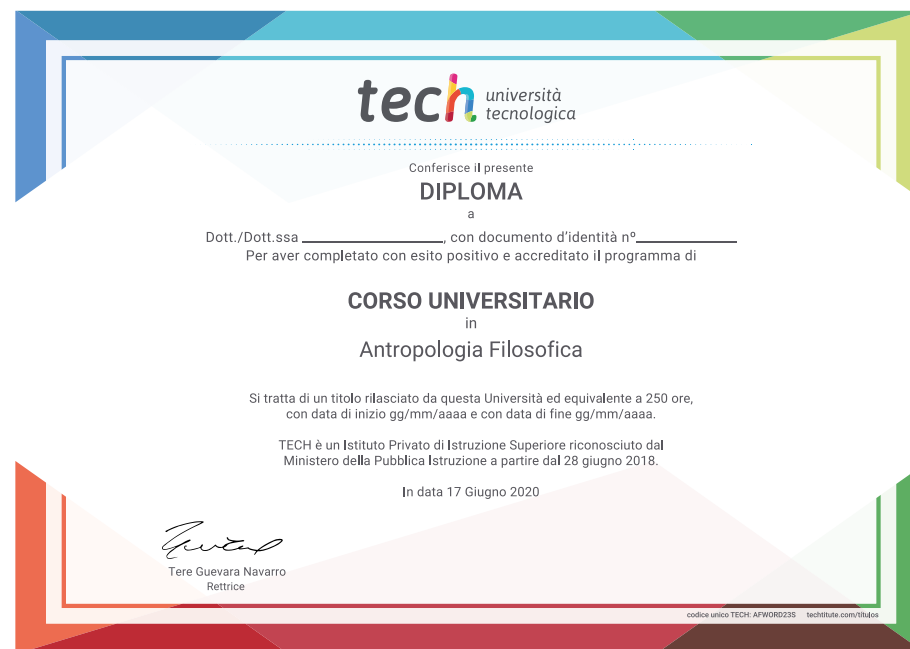 tech università
tecnologica
Conferisce il presente
DIPLOMA
a
Dott./Dott.ssa ____________________, con documento d'identità nº______________
Per aver completato con esito positivo e accreditato il programma di
CORSO UNIVERSITARIO
in
Antropologia Filosofica
Si tratta di un titolo rilasciato da questa Università ed equivalente a 250 ore,
con data di inizio gg/mm/aaaa e con data di fine gg/mm/aaaa.
TECH è un Istituto Privato di Istruzione Superiore riconosciuto dal
Ministero della Pubblica Istruzione a partire dal 28 giugno 2018.
In data 17 Giugno 2020
Tere Guevara Navarro
Rettrice
codice unico TECH: AFWORD23S techtitute.com/titulos